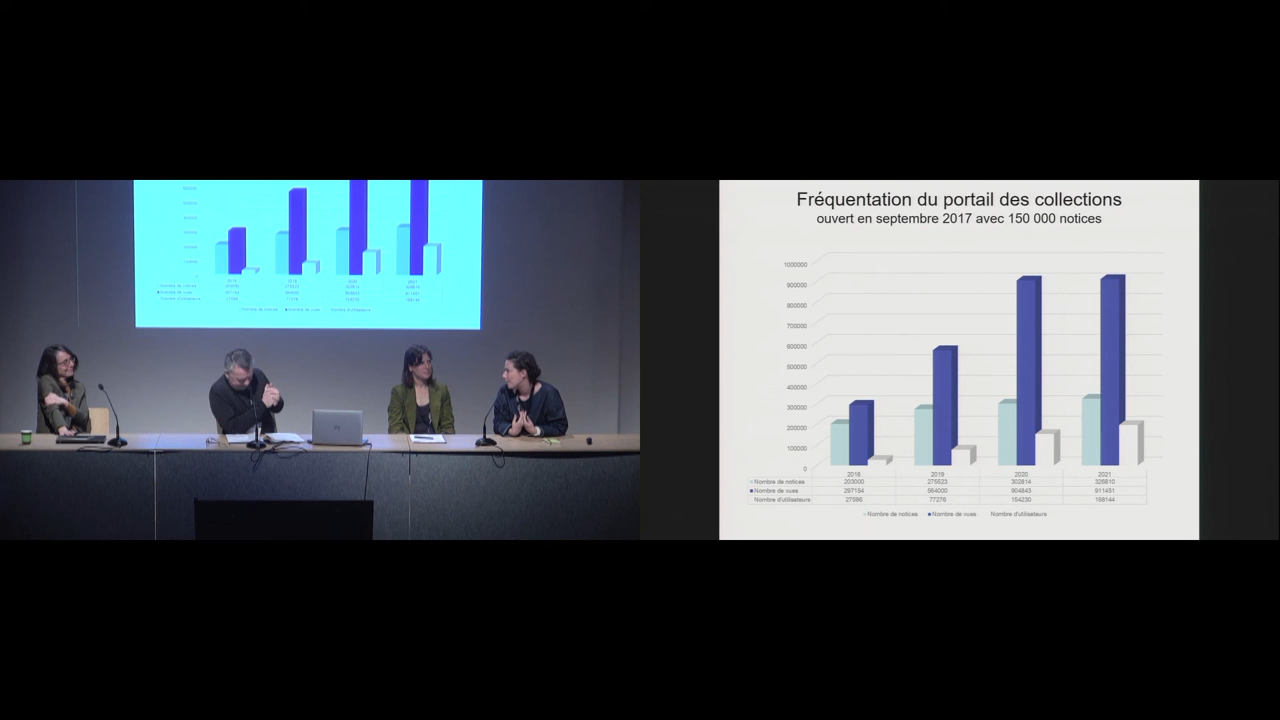 Fréquentation du portail des collections
ouvert en septembre 2017 avec 150 000 notices
1000000
900000
800000
700000
600000
500000
400000
300000
200000
100000
0
2018 2019 2020 2021
Nombre de notices 203000 275523 302814 326810
Nombre de vues 297154 564000 904843 911451
Nombre d'utilisateurs 27596 77276 154230 198144
Nombre de notices Nombre de vues Nombre d'utilisateurs